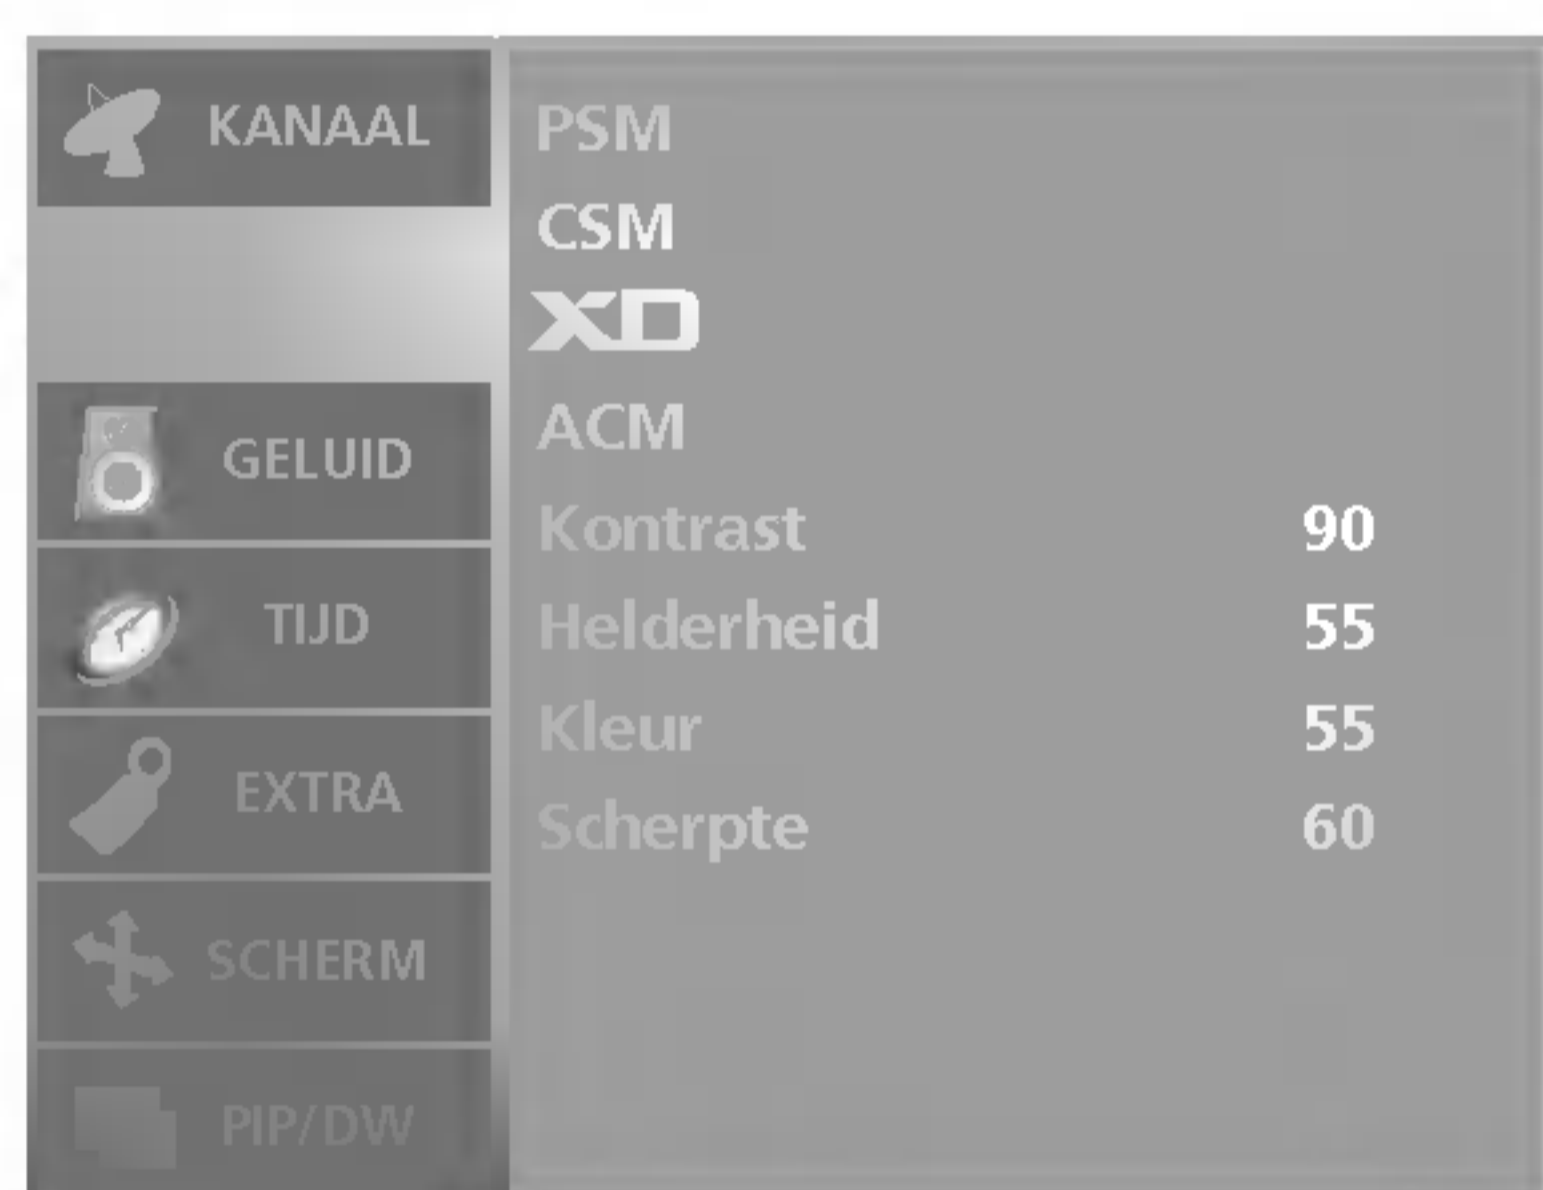 KANAAL
GELUID
TIJD
EXTRA
SCHERM
PIP/DW
PSM
CSM
XD
ACM
Kontrast 90
Helderheid 55
Kleur 55
Scherpte 60